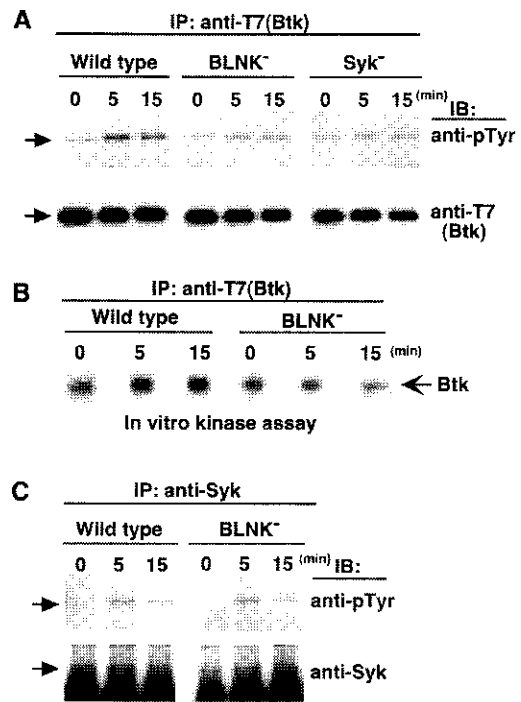 A
IP: anti-T7(Btk)
Wild type BLNK⁻ Syk⁻
0 5 15 0 5 15 0 5 15 (min)
IB:
anti-pTyr
anti-T7
(Btk)
B
IP: anti-T7(Btk)
Wild type BLNK⁻
0 5 15 0 5 15 (min)
Btk
In vitro kinase assay
C
IP: anti-Syk
Wild type BLNK⁻
0 5 15 0 5 15 (min) IB:
anti-pTyr
anti-Syk